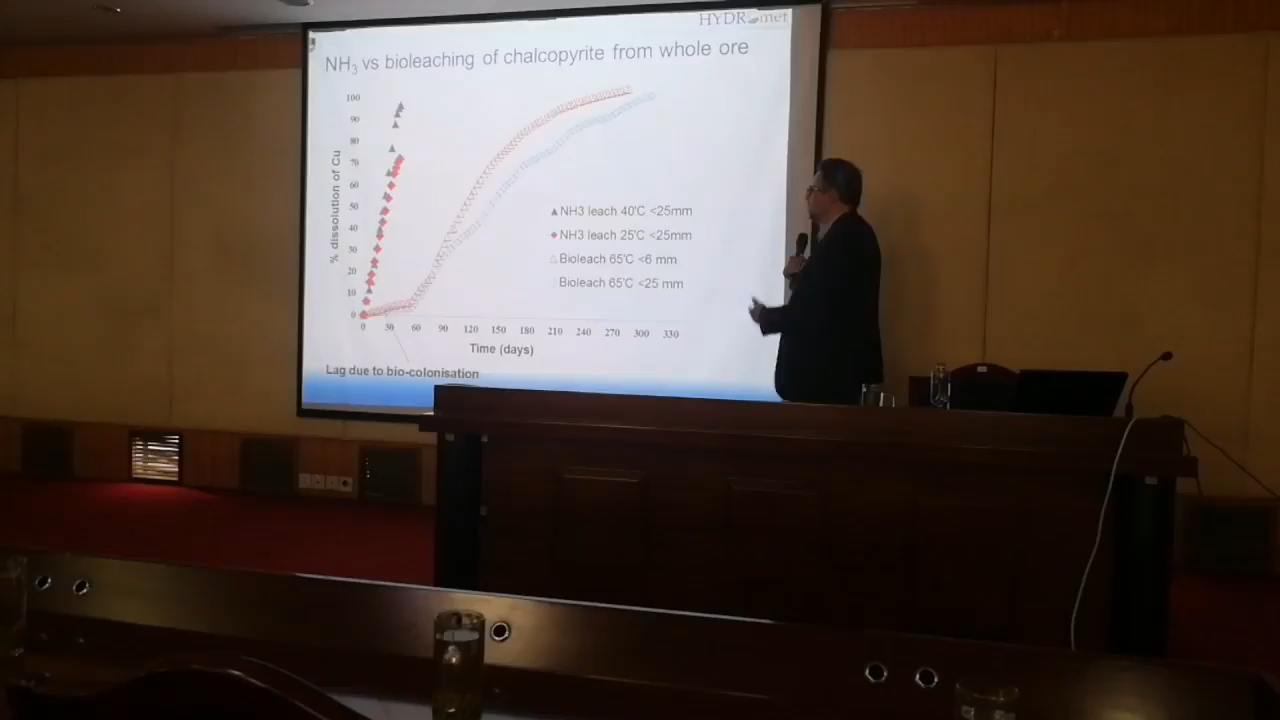 HYDROmet
NH3 vs bioleaching of chalcopyrite from whole ore
100
90
80
70
60
50
40
30
20
10
0
% dissolution of Cu
NH3 leach 40°C <25mm
NH3 leach 25°C <25mm
Bioleach 65°C <6 mm
Bioleach 65°C <25 mm
0 30 60 90 120 150 180 210 240 270 300 330
Time (days)
Lag due to bio-colonisation